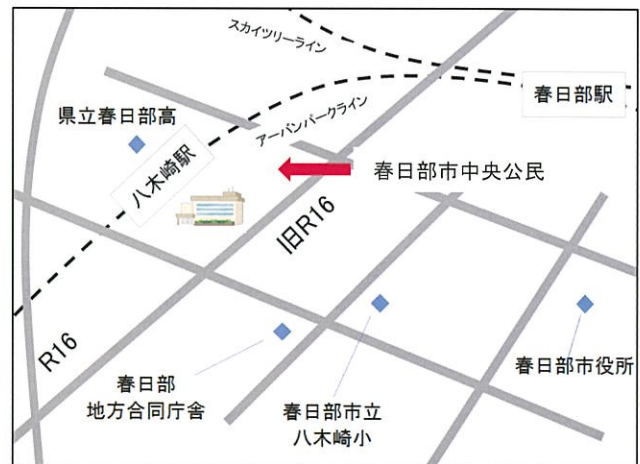 スカイツリーライン
春日部駅
県立春日部高
アーバンパークライン
八木崎駅
春日部市中央公民
旧R16
R16
春日部
地方合同庁舎
春日部市立
八木崎小
春日部市役所